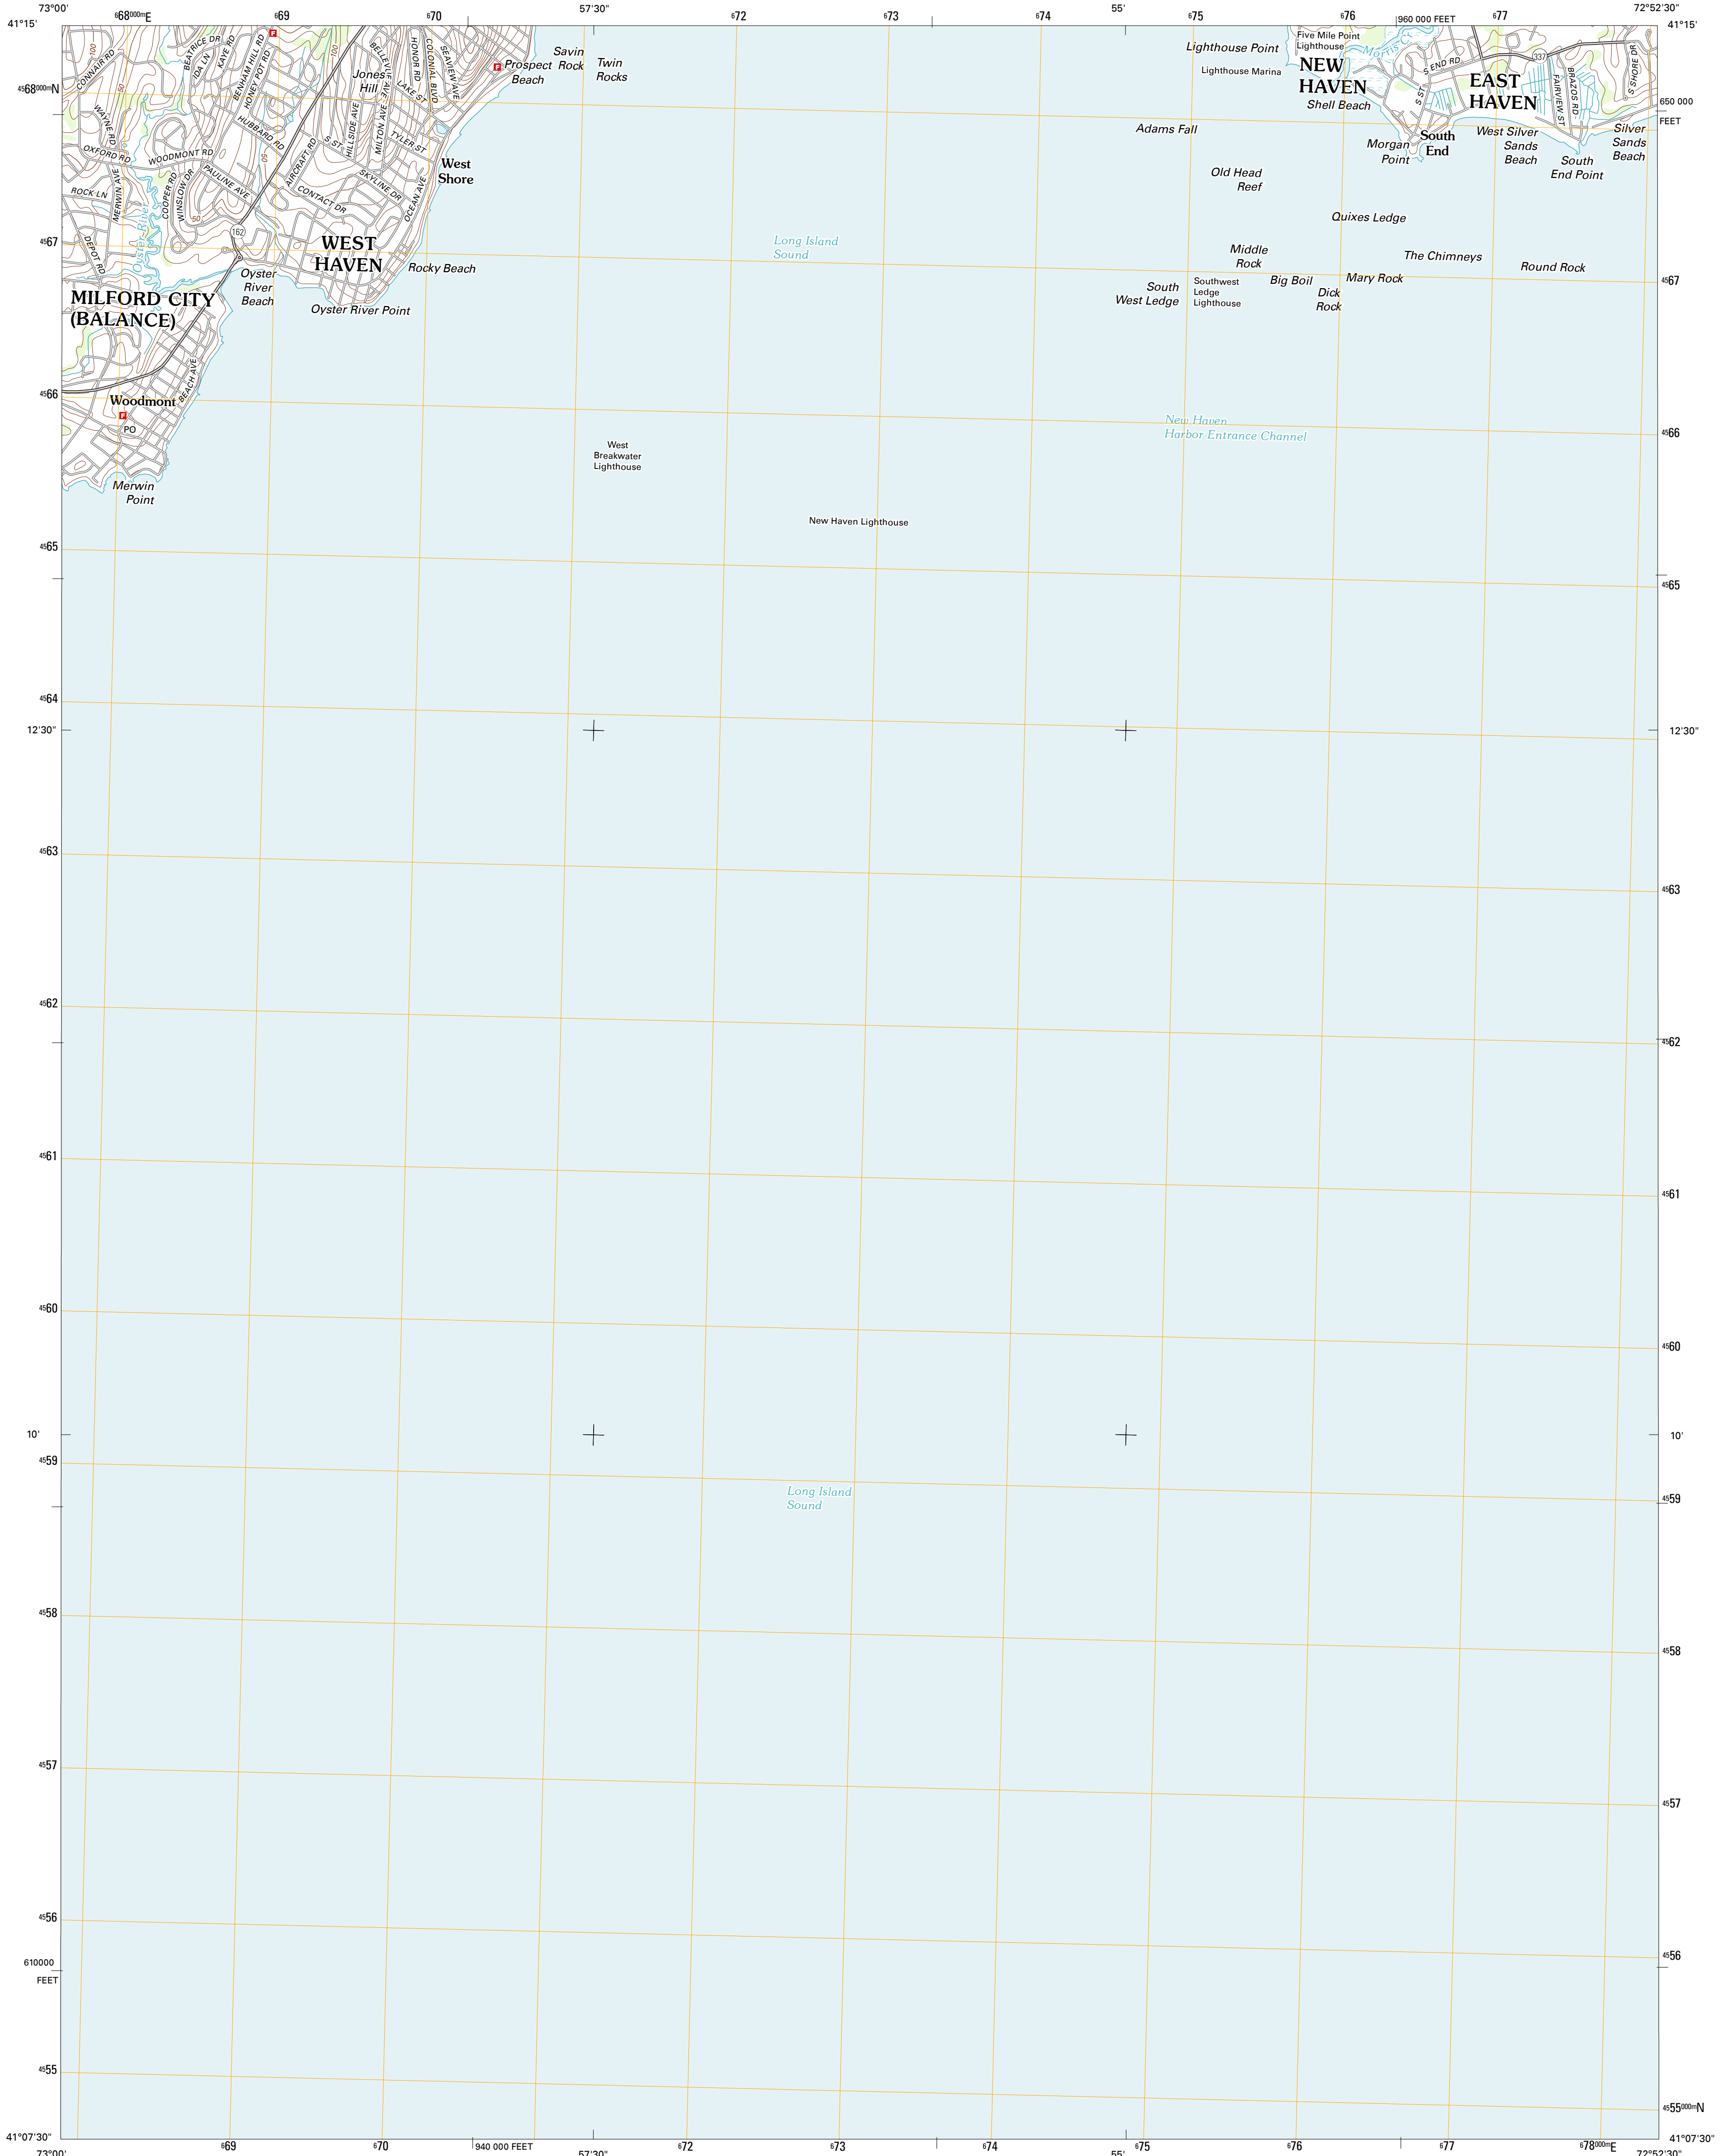 73°00'
668000mE
669
670
57'30"
672
673
674
55'
675
676
960 000 FEET
677
72°52'30"
41°15'
41°15'
4568000mN
CONNAIR RD
100
50
BEATRICE DR
IDA LN
KAYE RD
BENHAM HILL RD
HONEY POT RD
F
100
BELLEVUE AVE
Jones
Hill
HONOR RD
COLONIAL BLVD
SEAVIEW AVE
LAKE ST
F
Prospect
Beach
Savin
Rock
Twin
Rocks
Lighthouse Point
Lighthouse Marina
Five Mile Point
Lighthouse
Morris
NEW
HAVEN
Shell Beach
S END RD
S ST
337
EAST
HAVEN
FAIRVIEW ST
BRAZOS RD
S SHORE DR
650 000
FEET
WAYNE RD
OXFORD RD
WOODMONT RD
HUBBARD RD
50
S ST
HILLSIDE AVE
MILTON AVE
TYLER ST
AIRCRAFT RD
West
Shore
Adams Fall
Morgan
Point
South
End
West Silver
Sands
Beach
South
End Point
Silver
Sands
Beach
ROCK LN
MERWIN AVE
COOPER RD
WINSLOW DR
PAULINE AVE
50
CONTACT DR
SKYLINE DR
OCEAN AVE
Old Head
Reef
Quixes Ledge
4567
DEPOT RD
Oyster River
162
WEST
HAVEN
Long Island
Sound
Middle
Rock
The Chimneys
Round Rock
Rocky Beach
Oyster
River
Beach
South
West Ledge
Southwest
Ledge
Lighthouse
Big Boil
Dick
Rock
Mary Rock
4567
MILFORD CITY
(BALANCE)
Oyster River Point
BEACH AVE
4566
Woodmont
F
PO
New Haven
Harbor Entrance Channel
4566
West
Breakwater
Lighthouse
Merwin
Point
New Haven Lighthouse
4565
4565
4564
12'30"
12'30"
4563
4563
4562
4562
4561
4561
4560
4560
10'
10'
4559
Long Island
Sound
4559
4558
4558
4557
4557
4556
4556
610000
FEET
4555
4555000mN
41°07'30"
41°07'30"
73°00'
669
670
940 000 FEET
57'30"
672
673
674
55'
675
676
677
678000mE
72°52'30"